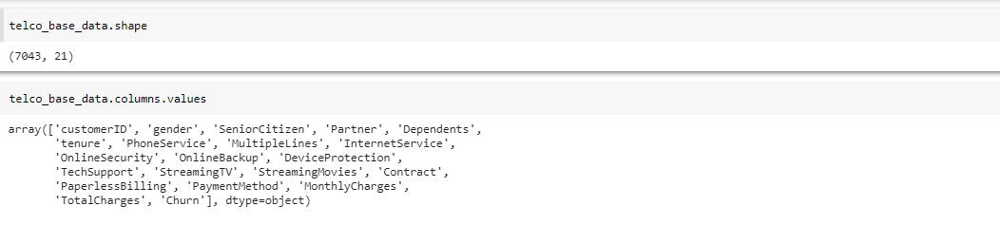 telco_base_data.shape
(7043, 21)
telco_base_data.columns.values
array(['customerID', 'gender', 'SeniorCitizen', 'Partner', 'Dependents',
'tenure', 'PhoneService', 'MultipleLines', 'InternetService',
'OnlineSecurity', 'OnlineBackup', 'DeviceProtection',
'TechSupport', 'StreamingTV', 'StreamingMovies', 'Contract',
'PaperlessBilling', 'PaymentMethod', 'MonthlyCharges',
'TotalCharges', 'Churn'], dtype=object)